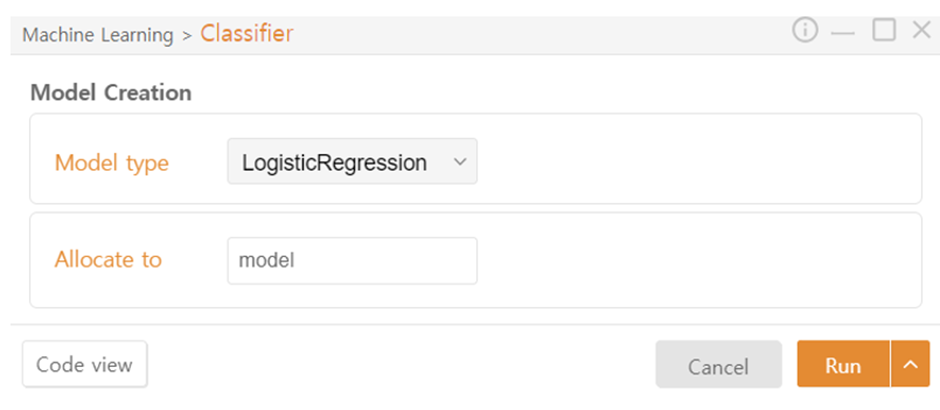 Machine Learning > Classifier
Model Creation
Model type LogisticRegression
Allocate to model
Code view Cancel Run